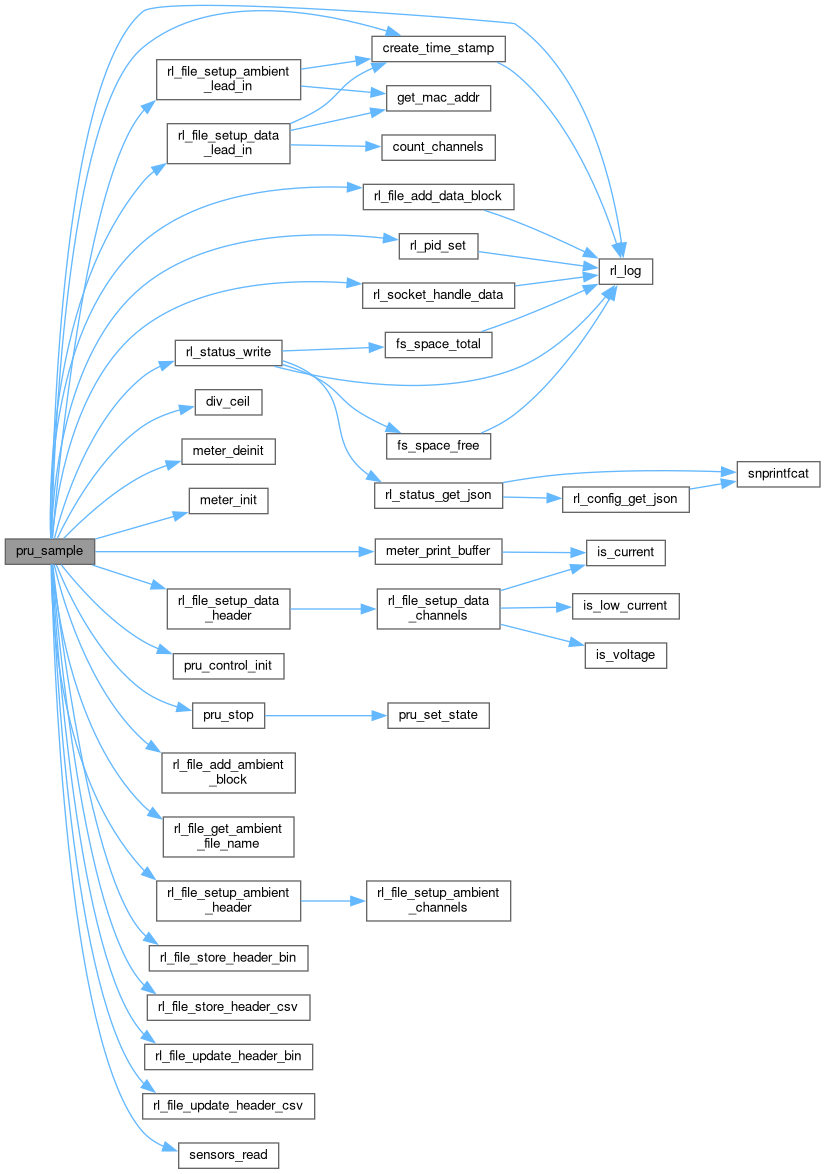 create_time_stamp
rl_file_setup_ambient
_lead_in
get_mac_addr
rl_file_setup_data
_lead_in
count_channels
rl_file_add_data_block
rl_pid_set
rl_log
rl_socket_handle_data
fs_space_total
rl_status_write
div_ceil
fs_space_free
meter_deinit
snprintfcat
rl_status_get_json
rl_config_get_json
meter_init
pru_sample
meter_print_buffer
is_current
rl_file_setup_data
_header
rl_file_setup_data
_channels
is_low_current
is_voltage
pru_control_init
pru_stop
pru_set_state
rl_file_add_ambient
_block
rl_file_get_ambient
_file_name
rl_file_setup_ambient
_header
rl_file_setup_ambient
_channels
rl_file_store_header_bin
rl_file_store_header_csv
rl_file_update_header_bin
rl_file_update_header_csv
sensors_read